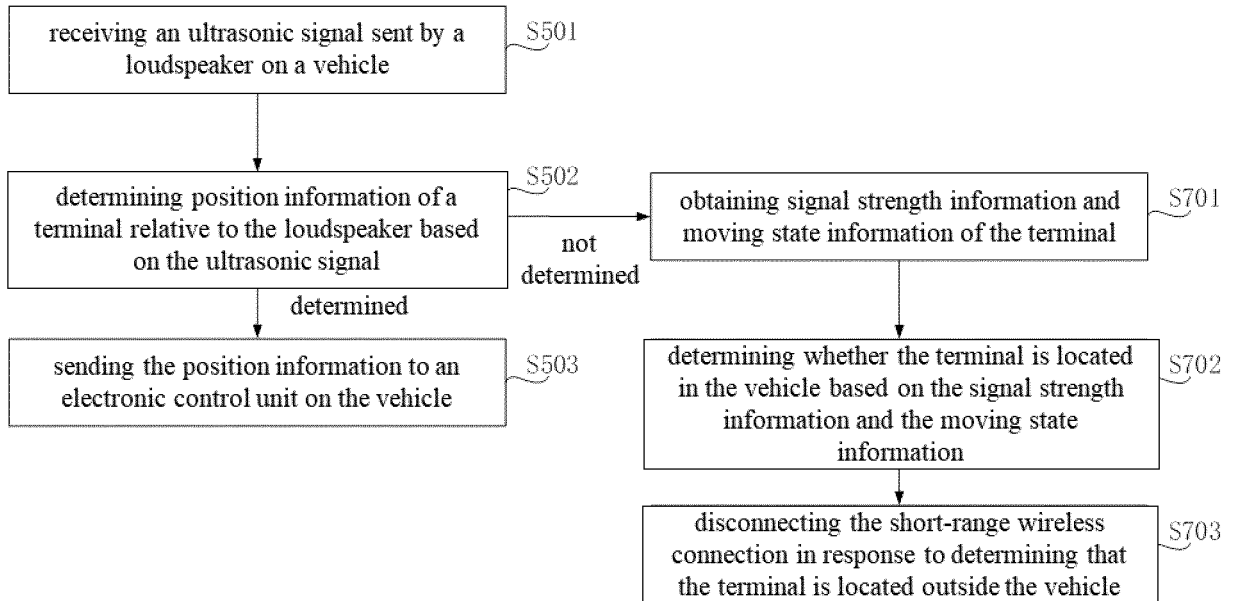 receiving an ultrasonic signal sent by a
loudspeaker on a vehicle
S501
determining position information of a
terminal relative to the loudspeaker based
on the ultrasonic signal
S502
not
determined
determined
sending the position information to an
electronic control unit on the vehicle
S503
obtaining signal strength information and
moving state information of the terminal
S701
determining whether the terminal is located
in the vehicle based on the signal strength
information and the moving state
information
S702
disconnecting the short-range wireless
connection in response to determining that
the terminal is located outside the vehicle
S703